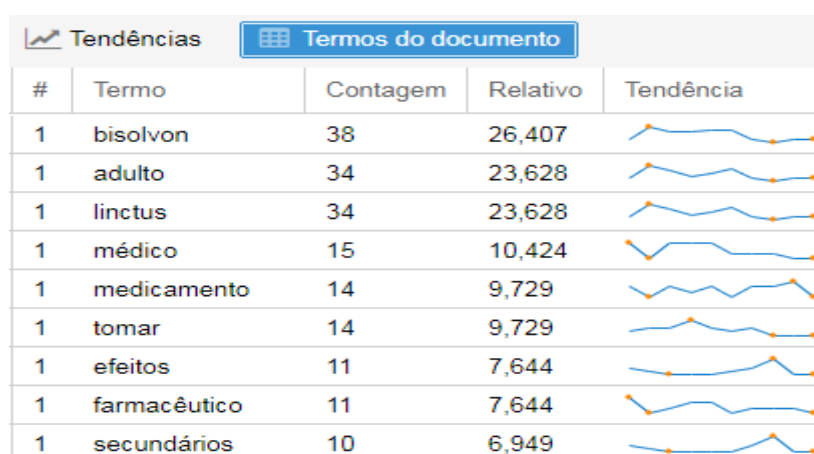 Tendências Termos do documento
# Termo Contagem Relativo Tendência
1 bisolvon 38 26,407
1 adulto 34 23,628
1 linctus 34 23,628
1 médico 15 10,424
1 medicamento 14 9,729
1 tomar 14 9,729
1 efeitos 11 7,644
1 farmacêutico 11 7,644
1 secundários 10 6,949